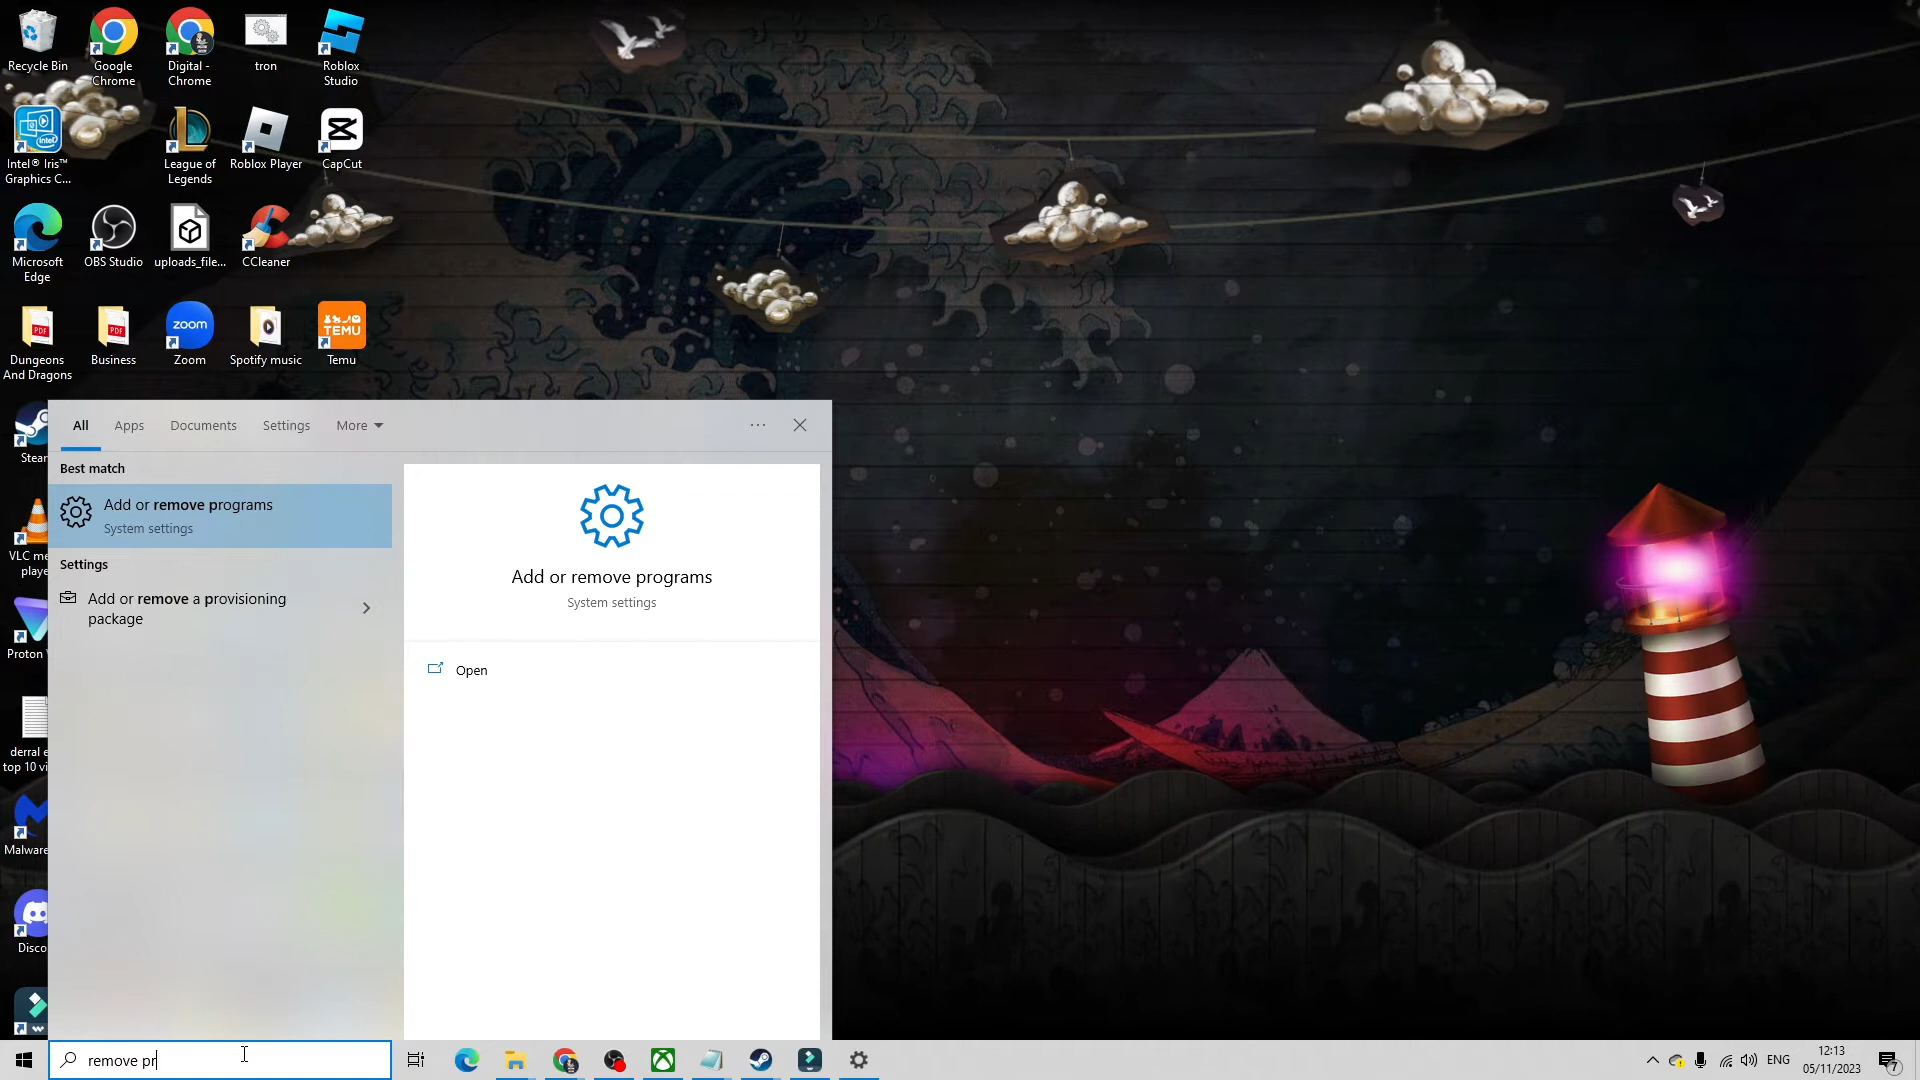 Recycle Bin
Google
Chrome
Digital -
Chrome
tron
Roblox
Studio
intel
Intel® Iris™
Graphics C...
League of
Legends
Roblox Player
CapCut
Microsoft
Edge
OBS Studio
uploads_file...
CCleaner
PDF
Dungeons
And Dragons
PDF
Business
zoom
Zoom
Spotify music
TEMU
Temu
Stear
VLC me
playe
Proton
derral e
top 10 vi
Malware
Disco
All
Apps
Documents
Settings
More
Best match
Add or remove programs
System settings
Settings
Add or remove a provisioning
package
Add or remove programs
System settings
Open
remove pr
ENG
12:13
05/11/2023
7